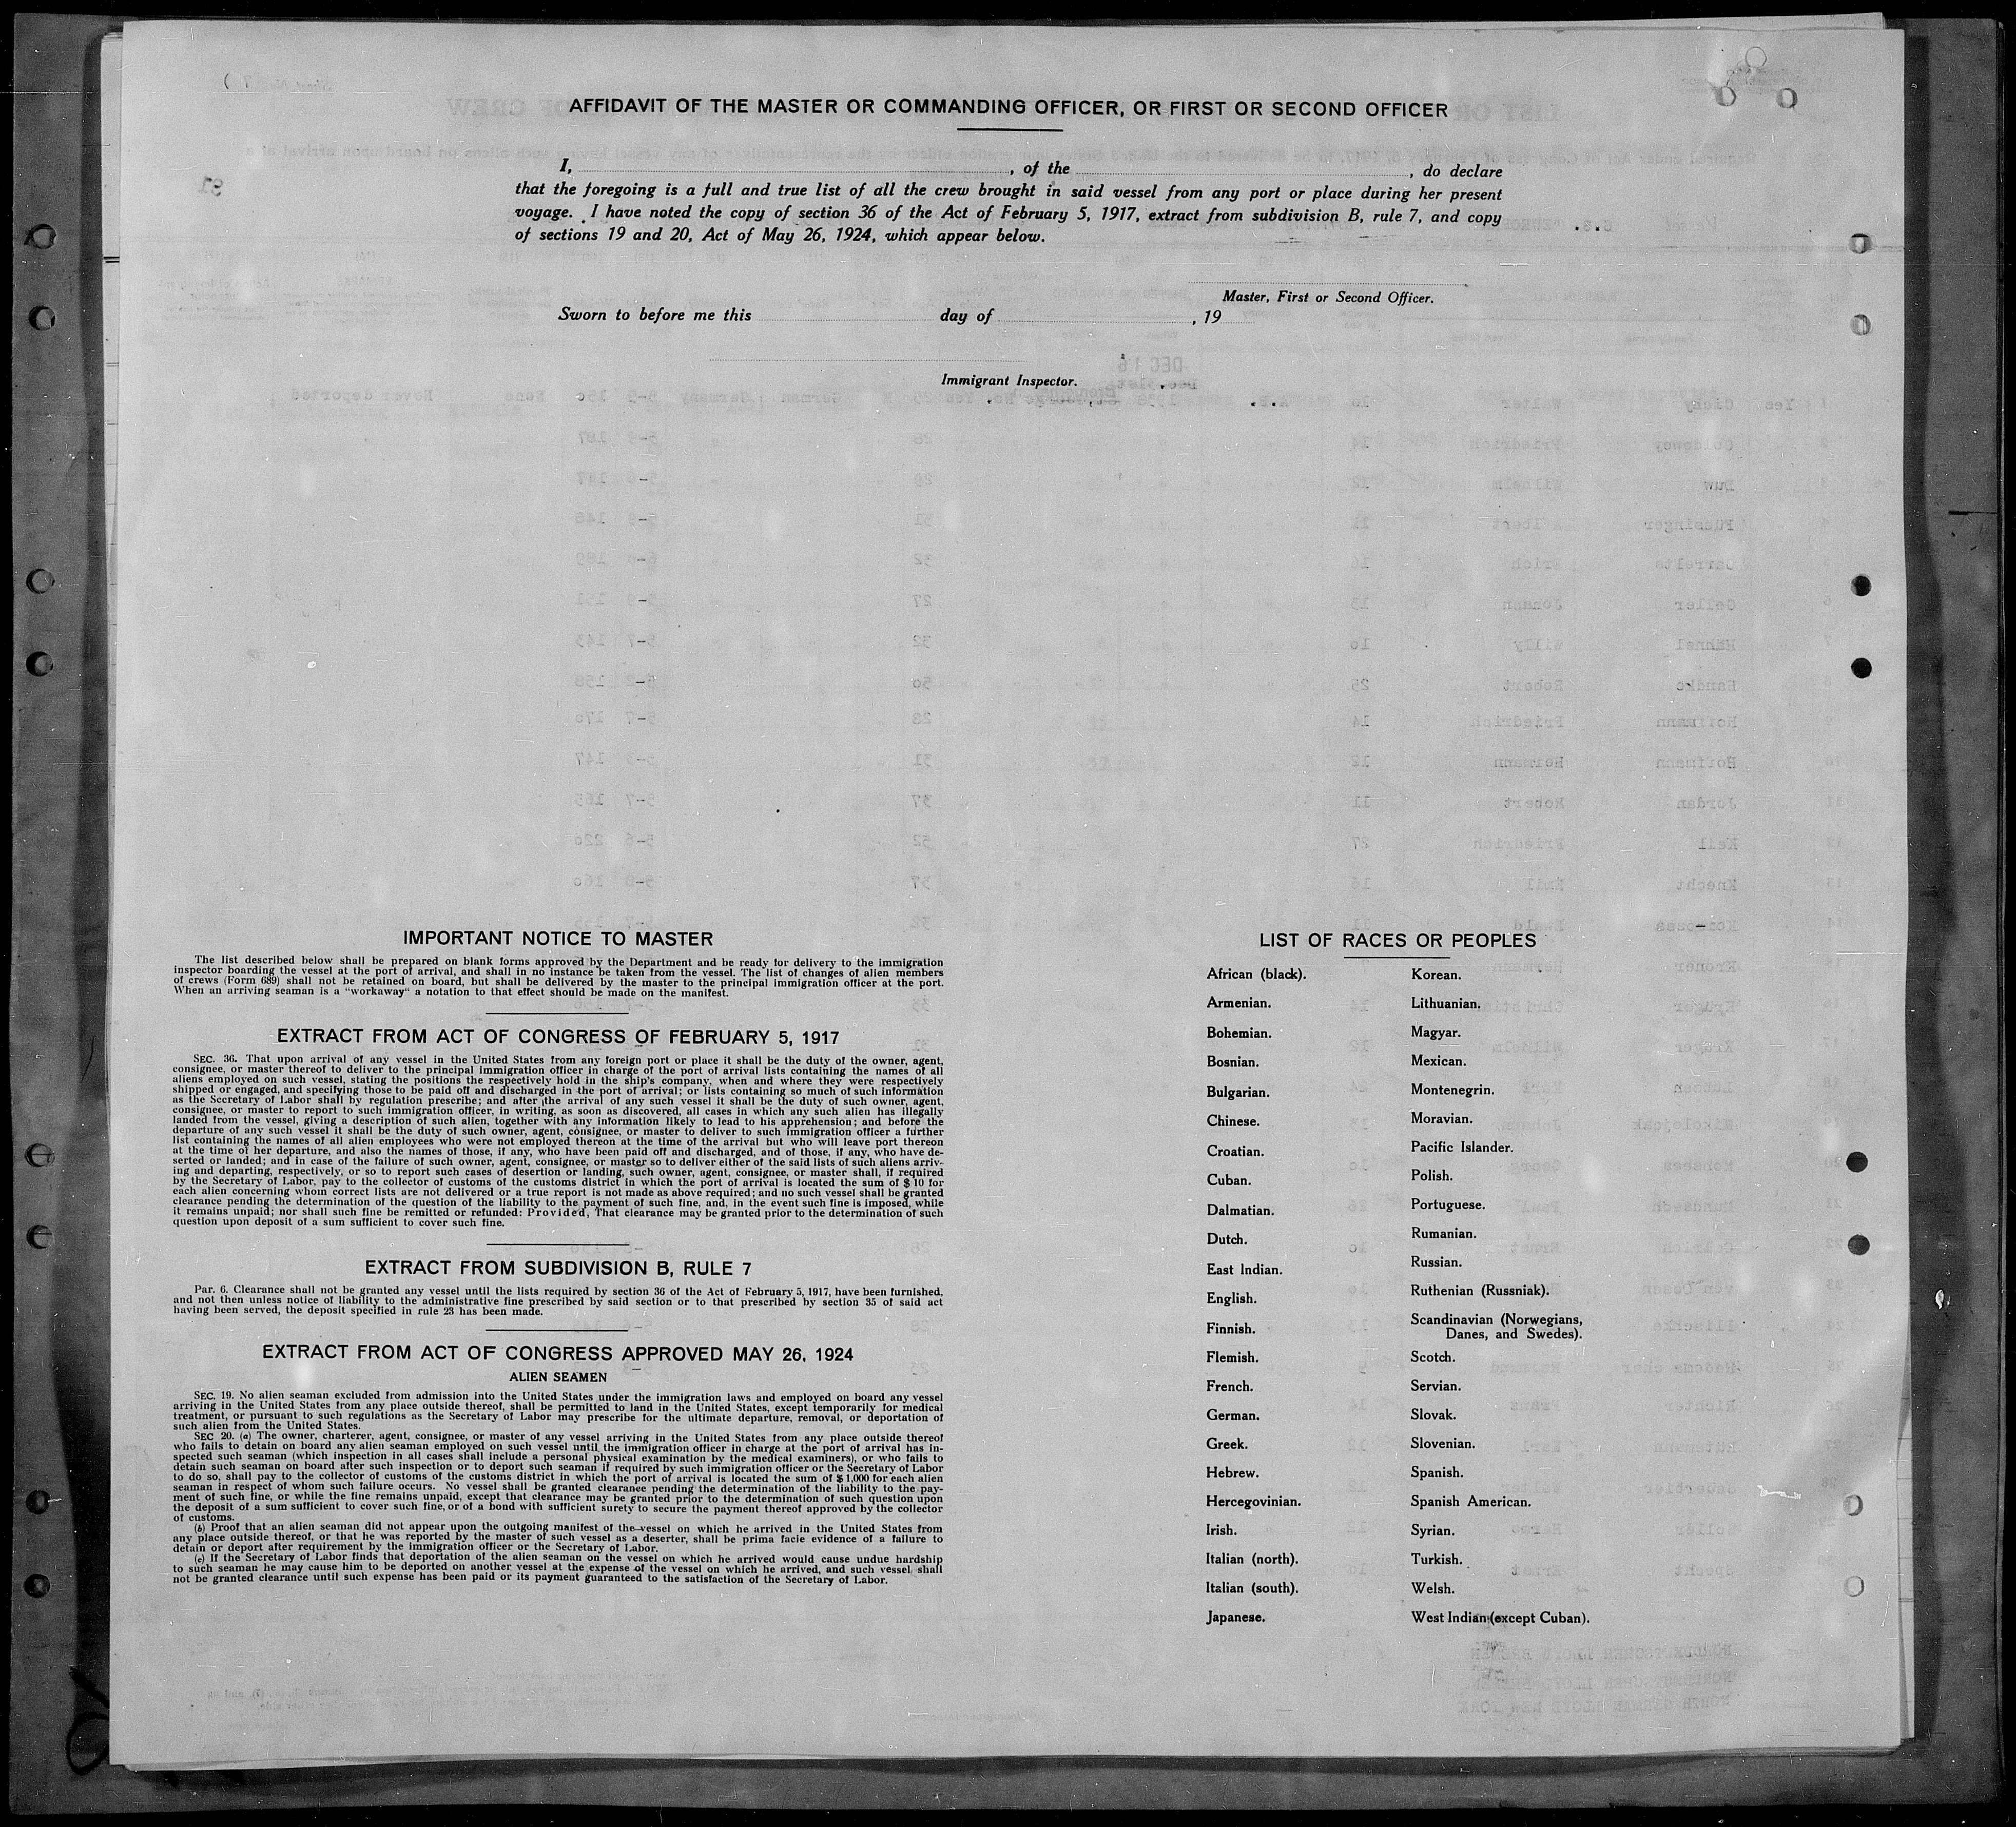 AFFIDAVIT OF THE MASTER OR COMMANDING OFFICER, OR FIRST OR SECOND OFFICER
I, , of the , do declare
that the foregoing is a full and true list of all the crew brought in said vessel from any port or place during her present
voyage. I have noted the copy of section 36 of the Act of February 5, 1917, extract from subdivision B, rule 7, and copy
of sections 19 and 20, Act of May 26, 1924, which appear below.
Master, First or Second Officer.
Sworn to before me this day of , 19
Immigrant Inspector.
IMPORTANT NOTICE TO MASTER
The list described below shall be prepared on blank forms approved by the Department and be ready for delivery to the immigration
inspector boarding the vessel at the port of arrival, and shall in no instance be taken from the vessel. The list of changes of alien members
of crews (Form 689) shall not be retained on board, but shall be delivered by the master to the principal immigration officer at the port.
When an arriving seaman is a "workaway" a notation to that effect should be made on the manifest.
EXTRACT FROM ACT OF CONGRESS OF FEBRUARY 5, 1917
SEC. 36. That upon arrival of any vessel in the United States from any foreign port or place it shall be the duty of the owner, agent,
consignee, or master thereof to deliver to the principal immigration officer in charge of the port of arrival lists containing the names of all
aliens employed on such vessel, stating the positions the respectively hold in the ship's company, when and where they were respectively
shipped or engaged, and specifying those to be paid off and discharged in the port of arrival; or lists containing so much of such information
as the Secretary of Labor shall by regulation prescribe; and after the arrival of any such vessel it shall be the duty of such owner, agent,
consignee, or master to report to such immigration officer, in writing, as soon as discovered, all cases in which any such alien has illegally
landed from the vessel, giving a description of such alien, together with any information likely to lead to his apprehension; and before the
departure of any such vessel it shall be the duty of such owner, agent, consignee, or master to deliver to such immigration officer a further
list containing the names of all alien employees who were not employed thereon at the time of the arrival but who will leave port thereon
at the time of her departure, and also the names of those, if any, who have been paid off and discharged, and of those, if any, who have de-
serted or landed; and in case of the failure of such owner, agent, consignee, or master so to deliver either of the said lists of such aliens arriv-
ing and departing, respectively, or so to report such cases of desertion or landing, such owner, agent, consignee, or master shall, if required
by the Secretary of Labor, pay to the collector of customs of the customs district in which the port of arrival is located the sum of $10 for
each alien concerning whom correct lists are not delivered or a true report is not made as above required; and no such vessel shall be granted
clearance pending the determination of the question of the liability to the payment of such fine, and, in the event such fine is imposed, while
it remains unpaid; nor shall such fine be remitted or refunded: Provided, That clearance may be granted prior to the determination of such
question upon deposit of a sum sufficient to cover such fine.
EXTRACT FROM SUBDIVISION B, RULE 7
Par. 6. Clearance shall not be granted any vessel until the lists required by section 36 of the Act of February 5, 1917, have been furnished,
and not then unless notice of liability to the administrative fine prescribed by said section or to that prescribed by section 35 of said act
having been served, the deposit specified in rule 23 has been made.
EXTRACT FROM ACT OF CONGRESS APPROVED MAY 26, 1924
ALIEN SEAMEN
SEC. 19. No alien seaman excluded from admission into the United States under the immigration laws and employed on board any vessel
arriving in the United States from any place outside thereof, shall be permitted to land in the United States, except temporarily for medical
treatment, or pursuant to such regulations as the Secretary of Labor may prescribe for the ultimate departure, removal, or deportation of
such alien from the United States.
SEC 20. (a) The owner, charterer, agent, consignee, or master of any vessel arriving in the United States from any place outside thereof
who fails to detain on board any alien seaman employed on such vessel until the immigration officer in charge at the port of arrival has in-
spected such seaman (which inspection in all cases shall include a personal physical examination by the medical examiners), or who fails to
detain such seaman on board after such inspection or to deport such seaman if required by such immigration officer or the Secretary of Labor
to do so, shall pay to the collector of customs of the customs district in which the port of arrival is located the sum of $1,000 for each alien
seaman in respect of whom such failure occurs. No vessel shall be granted clearance pending the determination of the liability to the pay-
ment of such fine, or while the fine remains unpaid, except that clearance may be granted prior to the determination of such question upon
the deposit of a sum sufficient to cover such fine, or of a bond with sufficient surety to secure the payment thereof approved by the collector
of customs.
(b) Proof that an alien seaman did not appear upon the outgoing manifest of the vessel on which he arrived in the United States from
any place outside thereof, or that he was reported by the master of such vessel as a deserter, shall be prima facie evidence of a failure to
detain or deport after requirement by the immigration officer or the Secretary of Labor.
(c) If the Secretary of Labor finds that deportation of the alien seaman on the vessel on which he arrived would cause undue hardship
to such seaman he may cause him to be deported on another vessel at the expense of the vessel on which he arrived, and such vessel shall
not be granted clearance until such expense has been paid or its payment guaranteed to the satisfaction of the Secretary of Labor.
LIST OF RACES OR PEOPLES
African (black).
Armenian.
Bohemian.
Bosnian.
Bulgarian.
Chinese.
Croatian.
Cuban.
Dalmatian.
Dutch.
East Indian.
English.
Finnish.
Flemish.
French.
German.
Greek.
Hebrew.
Hercegovinian.
Irish.
Italian (north).
Italian (south).
Japanese.
Korean.
Lithuanian.
Magyar.
Mexican.
Montenegrin.
Moravian.
Pacific Islander.
Polish.
Portuguese.
Rumanian.
Russian.
Ruthenian (Russniak).
Scandinavian (Norwegians,
Danes, and Swedes).
Scotch.
Servian.
Slovak.
Slovenian.
Spanish.
Spanish American.
Syrian.
Turkish.
Welsh.
West Indian (except Cuban).